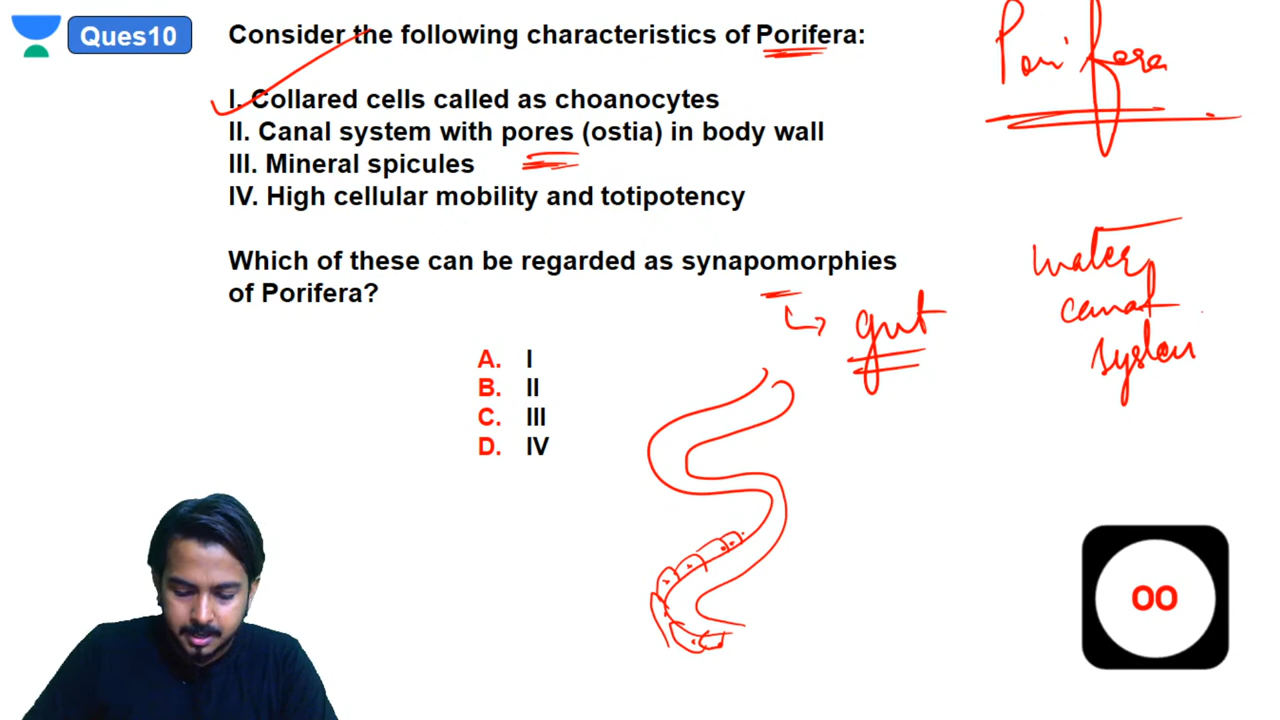 Ques10
Consider the following characteristics of Porifera:
Porifera
I. Collared cells called as choanocytes
II. Canal system with pores (ostia) in body wall
III. Mineral spicules
IV. High cellular mobility and totipotency
Which of these can be regarded as synapomorphies
of Porifera?
water
canal
system
gut
A. I
B. II
C. III
D. IV
00